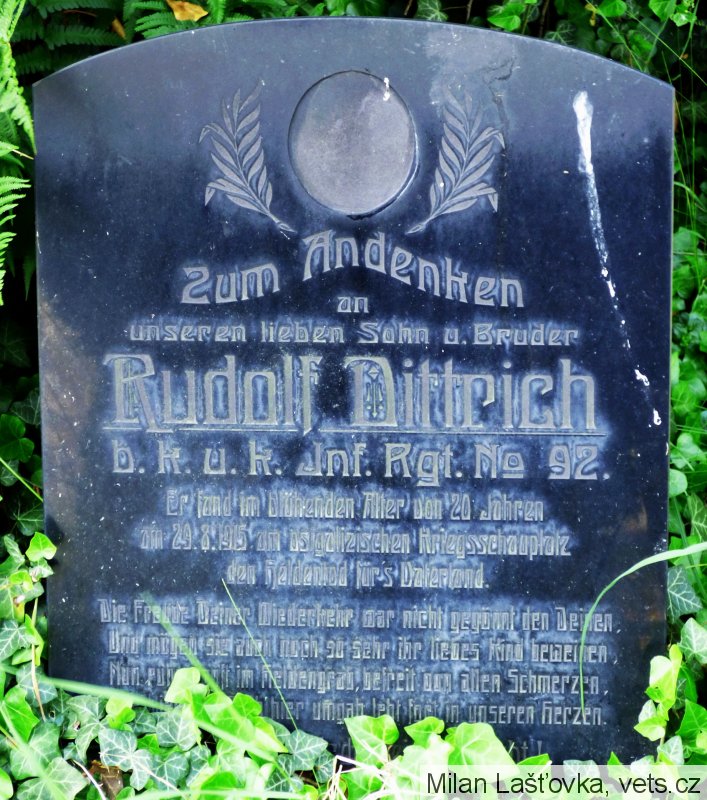 Zum Andenken
an
unseren lieben Sohn u. Bruder
Rudolf Dittrich
b. k. u. k. Inf. Rgt. No 92.
Er fand im blühenden Alter von 20 Jahren
am 29.8.1915 am ostgalizischen Kriegsschauplatz
den Heldentod für's Vaterland.
Die Freude Deiner Wiederkehr war nicht gegönnt den Deinen
Und mögen sie auch noch so sehr ihr liebes Kind beweinen,
Nun im Heldengrab, befreit von allen Schmerzen,
lebt fort in unseren Herzen.
Milan Lašťovka, vets.cz